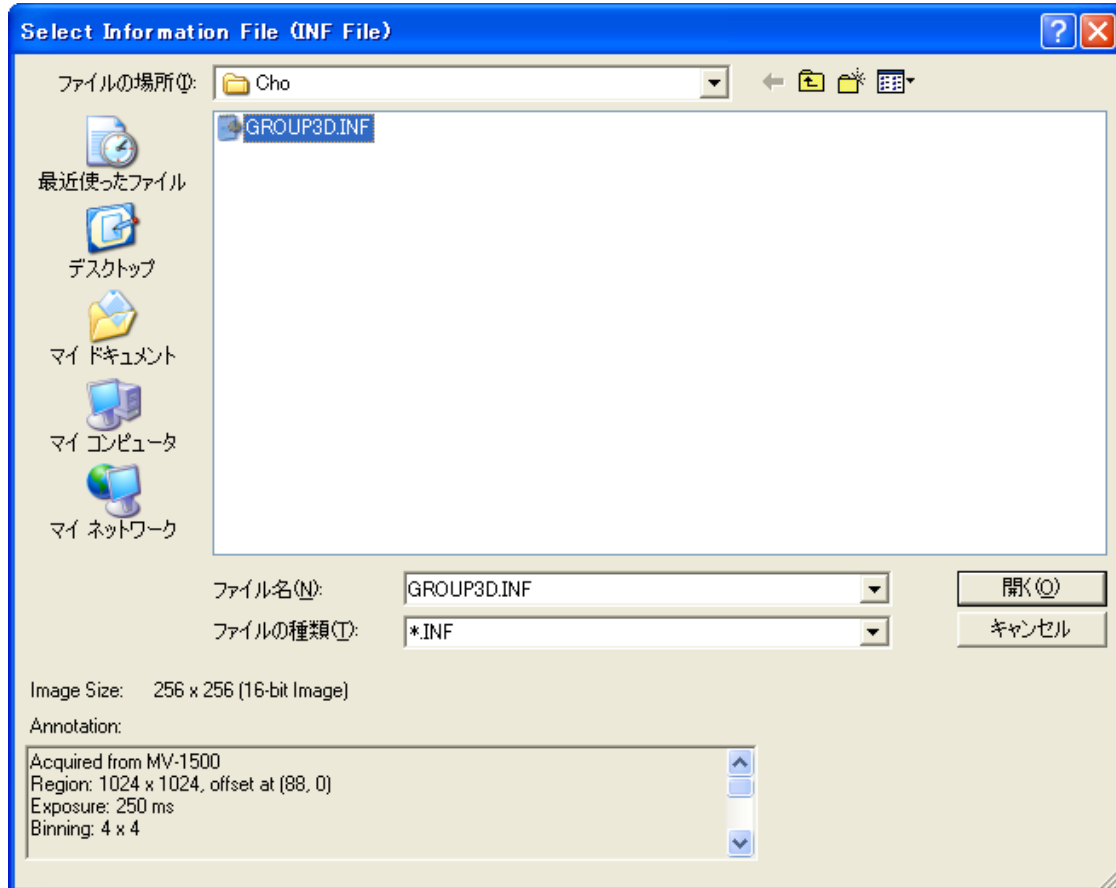 Select Information File (INF File)
ファイルの場所(I):
Cho
GROUP3D.INF
最近使ったファイル
デスクトップ
マイ ドキュメント
マイ コンピュータ
マイ ネットワーク
ファイル名(N):
GROUP3D.INF
開く(O)
ファイルの種類(T):
*.INF
キャンセル
Image Size: 256 x 256 (16-bit Image)
Annotation:
Acquired from MV-1500
Region: 1024 x 1024, offset at (88, 0)
Exposure: 250 ms
Binning: 4 x 4